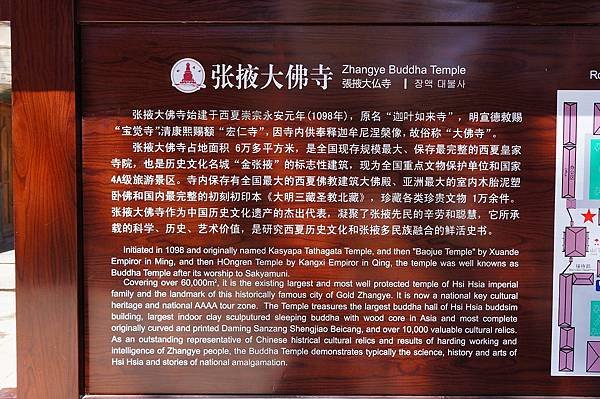 张掖大佛寺 Zhangye Buddha Temple
張掖大仏寺 | 장액 대불사
张掖大佛寺始建于西夏崇宗永安元年(1098年)，原名“迦叶如来寺”，明宣德敕赐
“宝觉寺”,清康熙赐额“宏仁寺”，因寺内供奉释迦牟尼涅槃像，故俗称“大佛寺”。
张掖大佛寺占地面积 6万多平方米，是全国现存规模最大、保存最完整的西夏皇家
寺院，也是历史文化名城“金张掖”的标志性建筑，现为全国重点文物保护单位和国家
4A级旅游景区。寺内保存有全国最大的西夏佛教建筑大佛殿、亚洲最大的室内木胎泥塑
卧佛和国内最完整的初刻初印本《大明三藏圣教北藏》，珍藏各类珍贵文物 1万余件。
张掖大佛寺作为中国历史文化遗产的杰出代表，凝聚了张掖先民的辛劳和聪慧，它所承
载的科学、历史、艺术价值，是研究西夏历史文化和张掖多民族融合的鲜活史书。
Initiated in 1098 and originally named Kasyapa Tathagata Temple, and then "Baojue Temple" by Xuande
Empiror in Ming, and then HOngren Temple by Kangxi Empiror in Qing, the temple was well knowns as
Buddha Temple after its worship to Sakyamuni.
Covering over 60,000m², it is the existing largest and most well protected temple of Hsi Hsia imperial
family and the landmark of this historically famous city of Gold Zhangye. It is now a national key cultural
heritage and national AAAA tour zone. The Temple treasures the largest buddha hall of Hsi Hsia buddsim
building, largest indoor clay sculputured sleeping buddha with wood core in Asia and most complete
originally curved and printed Daming Sanzang Shengjiao Beicang, and over 10,000 valuable cultural relics.
As an outstanding representative of Chinese histrical cultural relics and results of harding working and
intelligence of Zhangye people, the Buddha Temple demonstrates typically the science, history and arts of
Hsi Hsia and stories of national amalgamation.